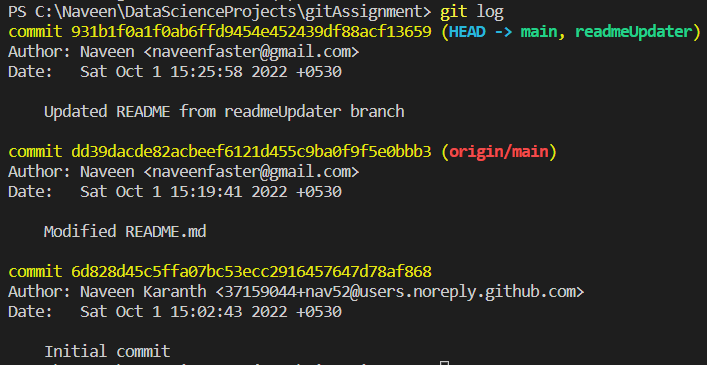 PS C:\Naveen\DataScienceProjects\gitAssignment> git log
commit 931b1f0a1f0ab6ffd9454e452439df88acf13659 (HEAD -> main, readmeUpdater)
Author: Naveen <naveenfaster@gmail.com>
Date:   Sat Oct 1 15:25:58 2022 +0530
Updated README from readmeUpdater branch
commit dd39dacde82acbeef6121d455c9ba0f9f5e0bbb3 (origin/main)
Author: Naveen <naveenfaster@gmail.com>
Date:   Sat Oct 1 15:19:41 2022 +0530
Modified README.md
commit 6d828d45c5ffa07bc53ecc2916457647d78af868
Author: Naveen Karanth <37159044+nav52@users.noreply.github.com>
Date:   Sat Oct 1 15:02:43 2022 +0530
Initial commit